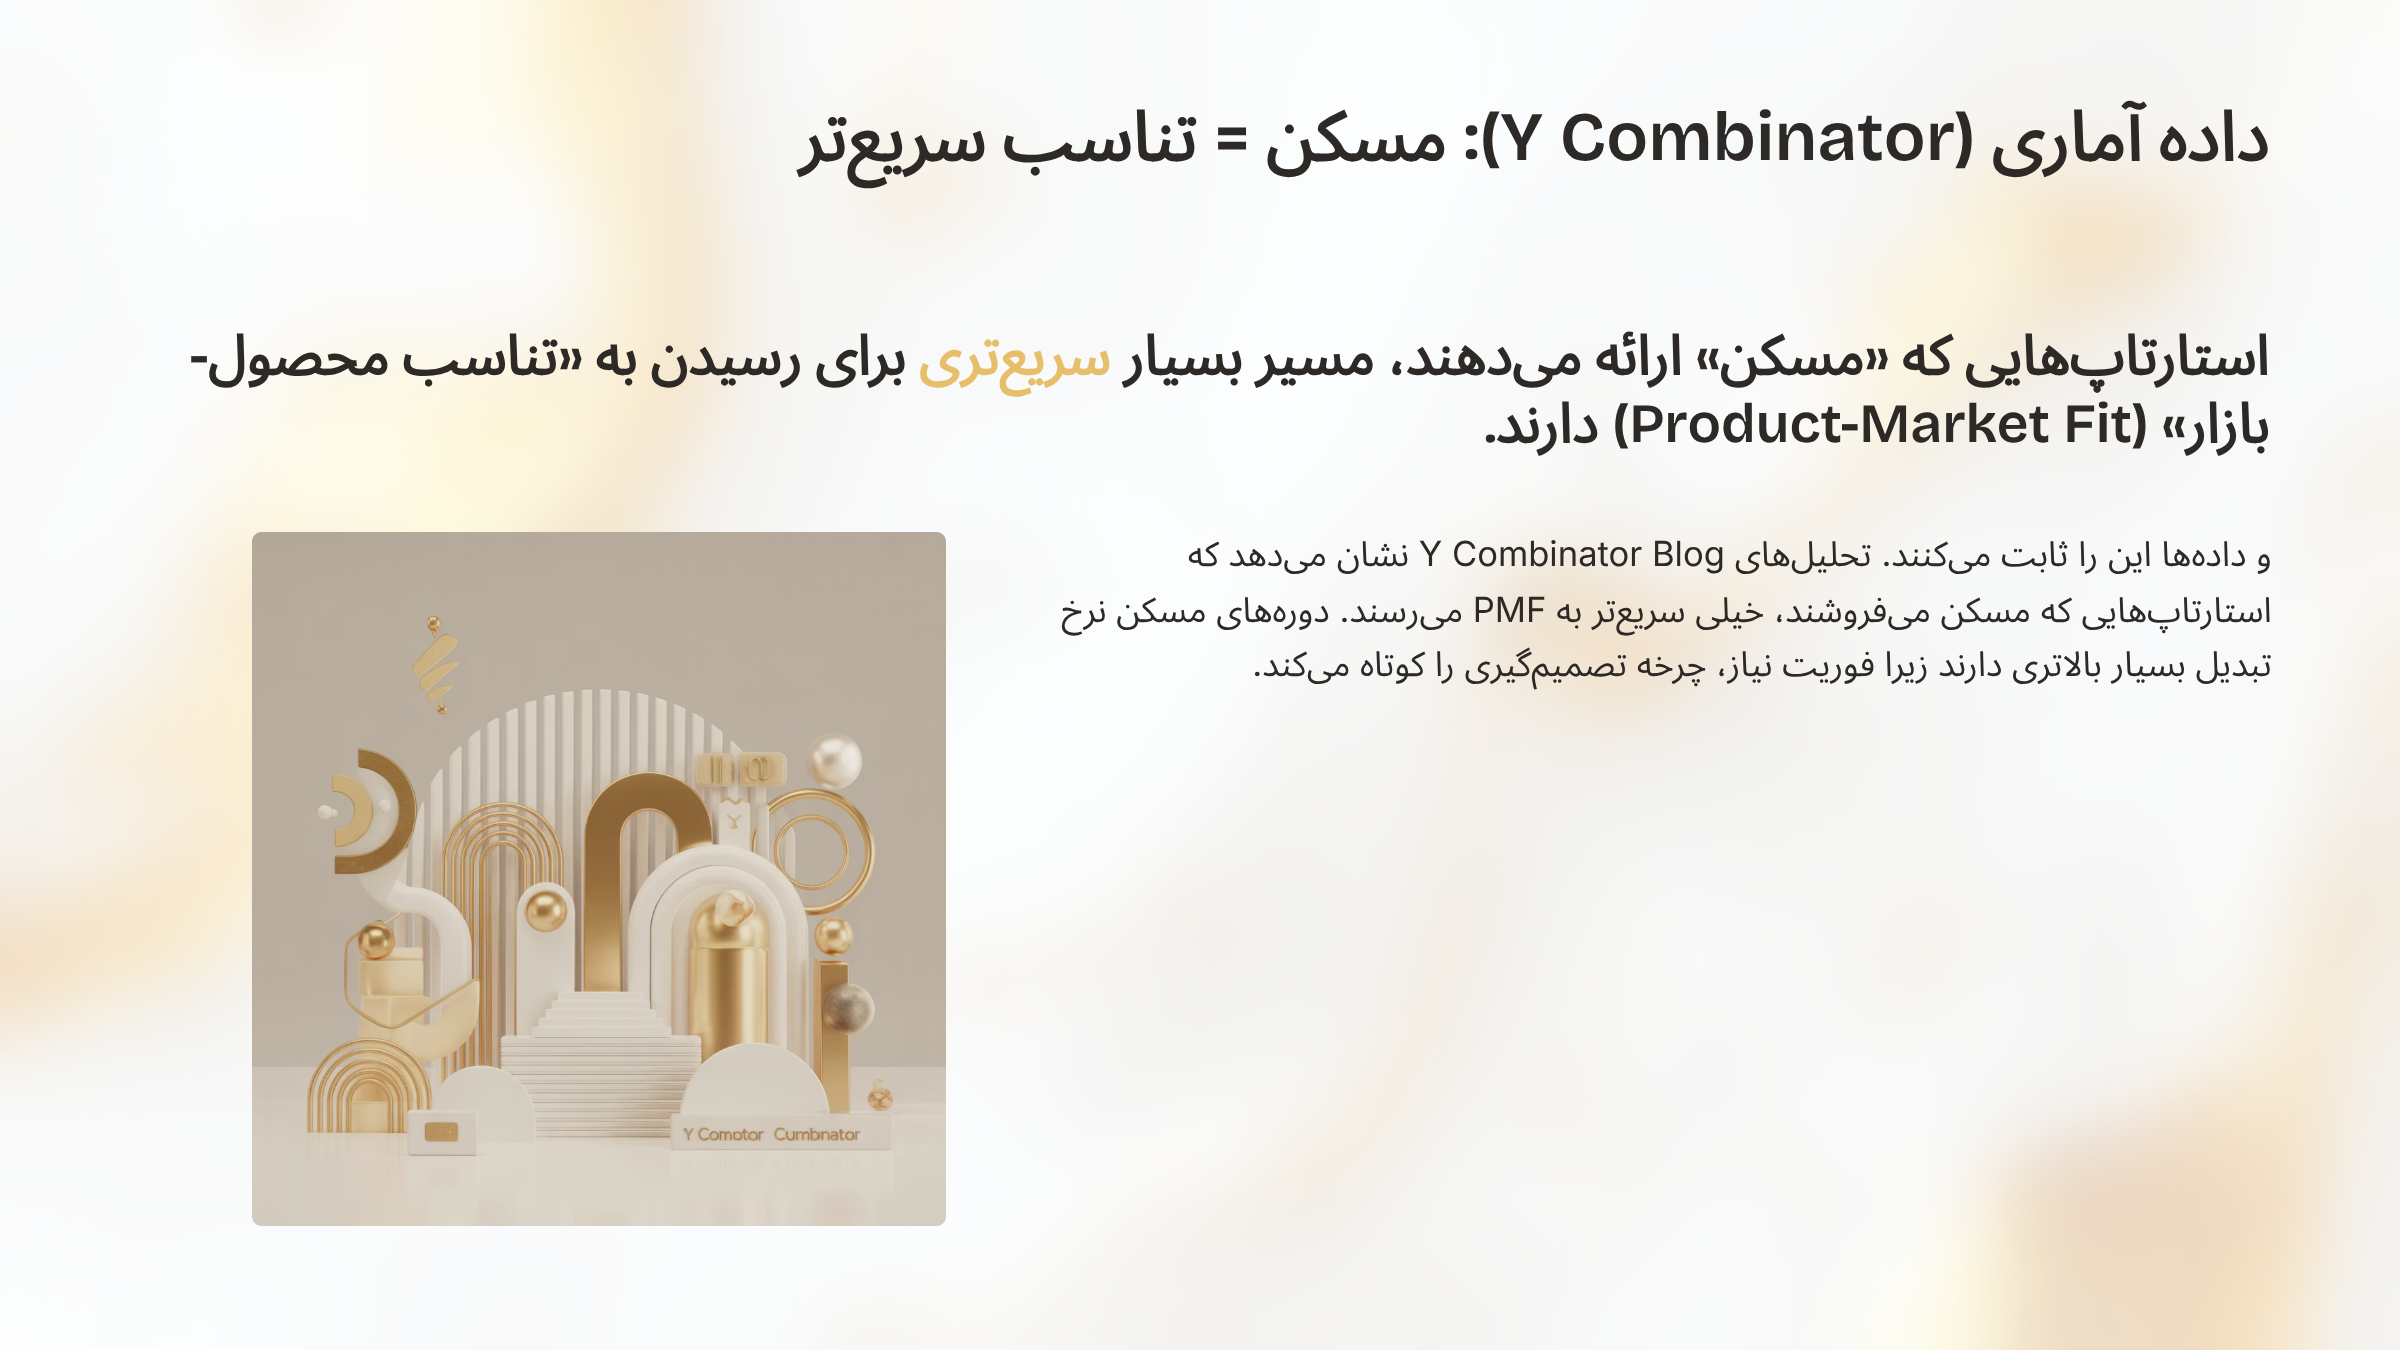 داده آماری (Y Combinator): مسکن = تناسب سریع‌تر
استارتاپ‌هایی که «مسکن» ارائه می‌دهند، مسیر بسیار سریع‌تری برای رسیدن به «تناسب محصول-
بازار» (Product-Market Fit) دارند.
و داده‌ها این را ثابت می‌کنند. تحلیل‌های Y Combinator Blog نشان می‌دهد که
استارتاپ‌هایی که مسکن می‌فروشند، خیلی سریع‌تر به PMF می‌رسند. دوره‌های مسکن نرخ
تبدیل بسیار بالاتری دارند زیرا فوریت نیاز، چرخه تصمیم‌گیری را کوتاه می‌کند.
Y Comotor Cumbnator